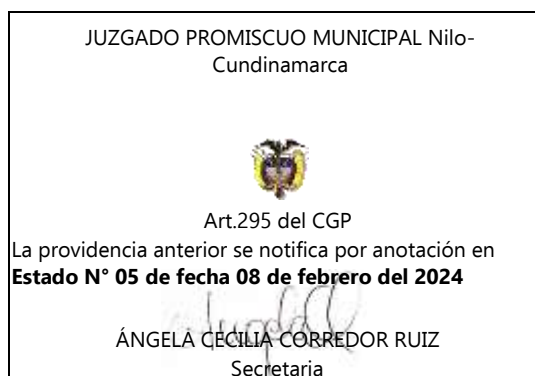 JUZGADO PROMISCUO MUNICIPAL Nilo-
Cundinamarca
Art.295 del CGP
La providencia anterior se notifica por anotación en
Estado N° 05 de fecha 08 de febrero del 2024
ÁNGELA CECILIA CORREDOR RUIZ
Secretaria